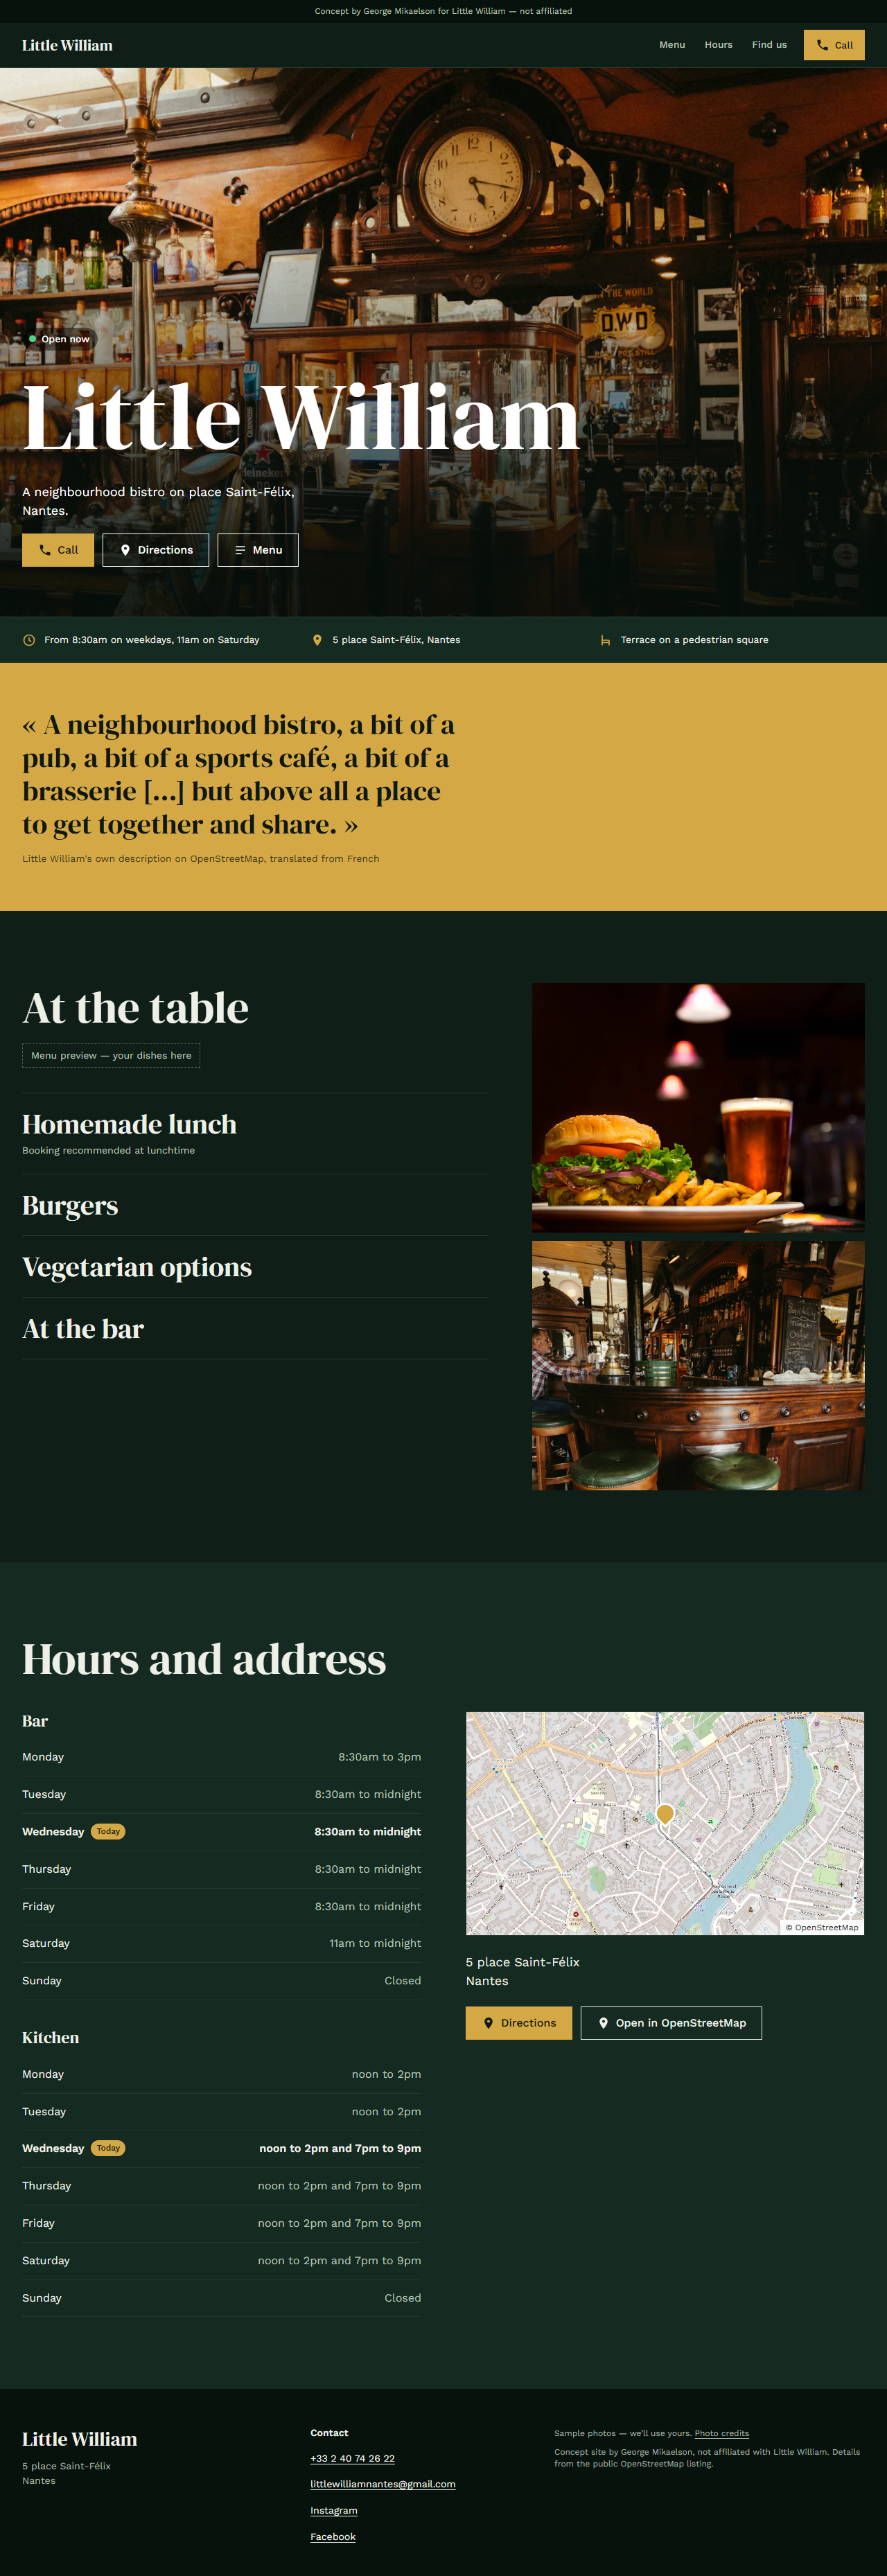 Concept by George Mikaelson for Little William — not affiliated
Little William
Menu
Hours
Find us
Call
IN THE WORLD
D.W.D
Open now
Little William
Heineken
A neighbourhood bistro on place Saint-Félix,
Nantes.
Call
Directions
Menu
From 8:30am on weekdays, 11am on Saturday
5 place Saint-Félix, Nantes
Terrace on a pedestrian square
« A neighbourhood bistro, a bit of a
pub, a bit of a sports café, a bit of a
brasserie […] but above all a place
to get together and share. »
Little William's own description on OpenStreetMap, translated from French
At the table
Menu preview — your dishes here
Homemade lunch
Booking recommended at lunchtime
Burgers
Vegetarian options
At the bar
Hours and address
Bar
Monday 8:30am to 3pm
Tuesday 8:30am to midnight
Wednesday Today 8:30am to midnight
Thursday 8:30am to midnight
Friday 8:30am to midnight
Saturday 11am to midnight
Sunday Closed
Kitchen
Monday noon to 2pm
Tuesday noon to 2pm
Wednesday Today noon to 2pm and 7pm to 9pm
Thursday noon to 2pm and 7pm to 9pm
Friday noon to 2pm and 7pm to 9pm
Saturday noon to 2pm and 7pm to 9pm
Sunday Closed
© OpenStreetMap
5 place Saint-Félix
Nantes
Directions
Open in OpenStreetMap
Little William
5 place Saint-Félix
Nantes
Contact
+33 2 40 74 26 22
littlewilliamnantes@gmail.com
Instagram
Facebook
Sample photos — we'll use yours. Photo credits
Concept site by George Mikaelson, not affiliated with Little William. Details
from the public OpenStreetMap listing.